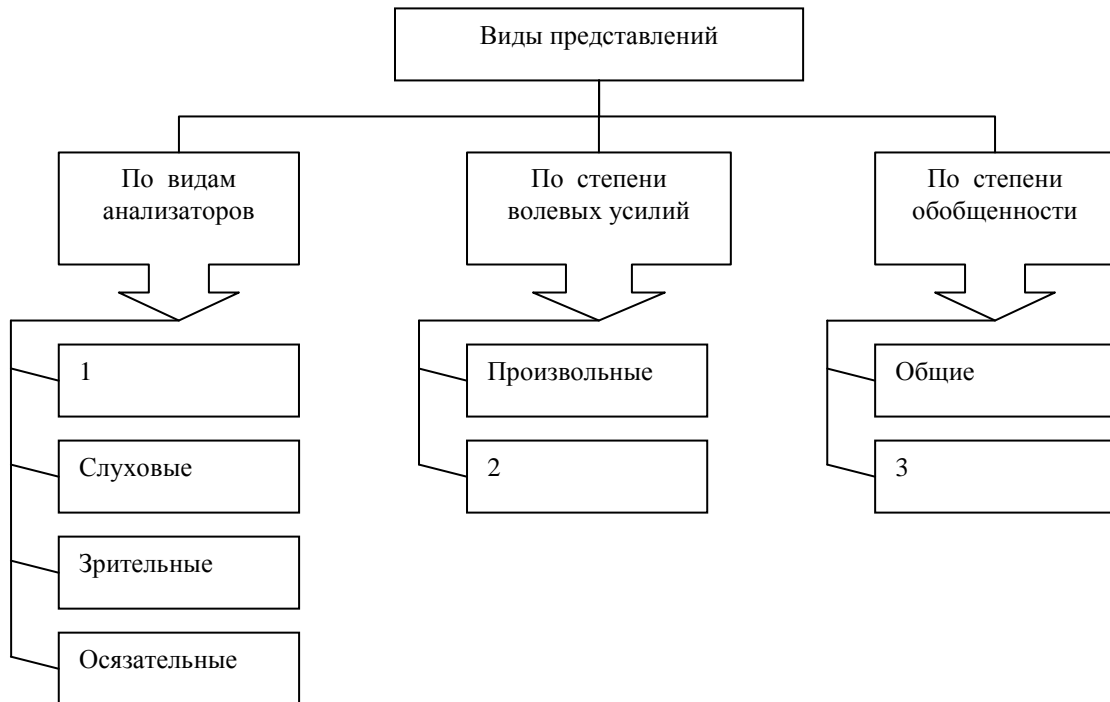 Виды представлений
По видам
анализаторов
По степени
волевых усилий
По степени
обобщенности
1
Слуховые
Зрительные
Осязательные
Произвольные
2
Общие
3